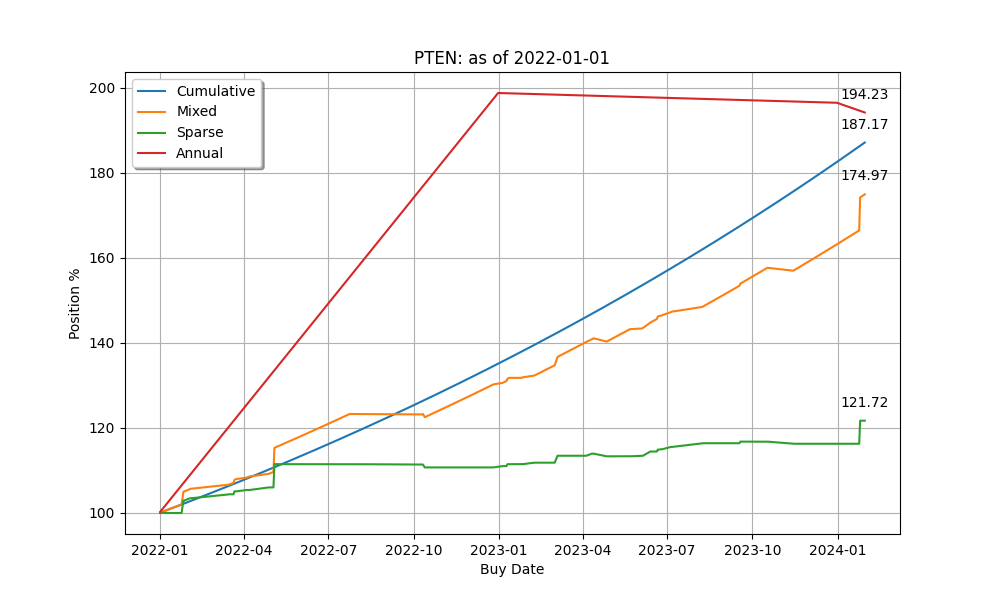 PTEN: as of 2022-01-01
Cumulative
Mixed
Sparse
Annual
194.23
187.17
174.97
121.72
200
180
160
140
120
100
Position %
2022-01 2022-04 2022-07 2022-10 2023-01 2023-04 2023-07 2023-10 2024-01
Buy Date